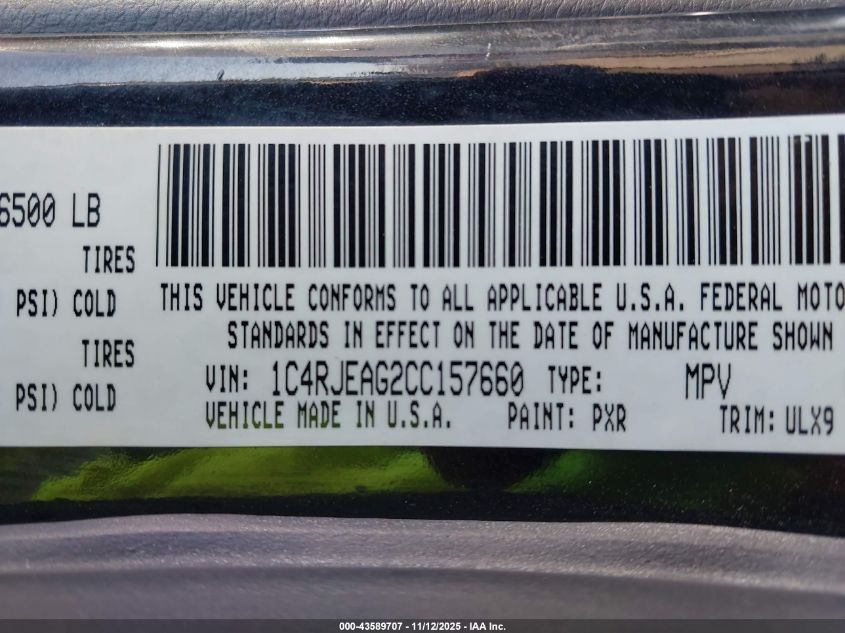 6500 LB
TIRES
PSI) COLD
THIS VEHICLE CONFORMS TO ALL APPLICABLE U.S.A. FEDERAL MOTO
STANDARDS IN EFFECT ON THE DATE OF MANUFACTURE SHOWN
TIRES
VIN: 1C4RJEAG2CC157660 TYPE: MPV
PSI) COLD
VEHICLE MADE IN U.S.A. PAINT: PXR TRIM: ULX9
000-43589707 - 11/12/2025 - IAA Inc.